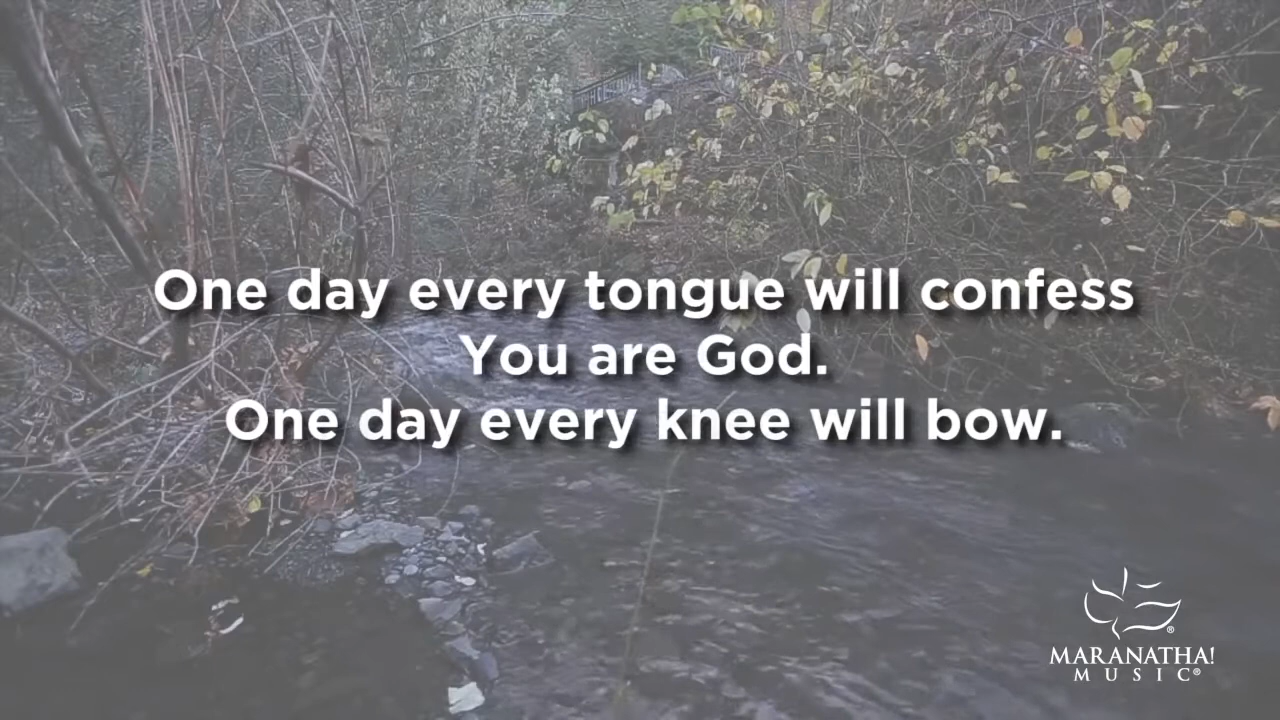 One day every tongue will confess
You are God.
One day every knee will bow.
®
MARANATHA!
MUSIC®